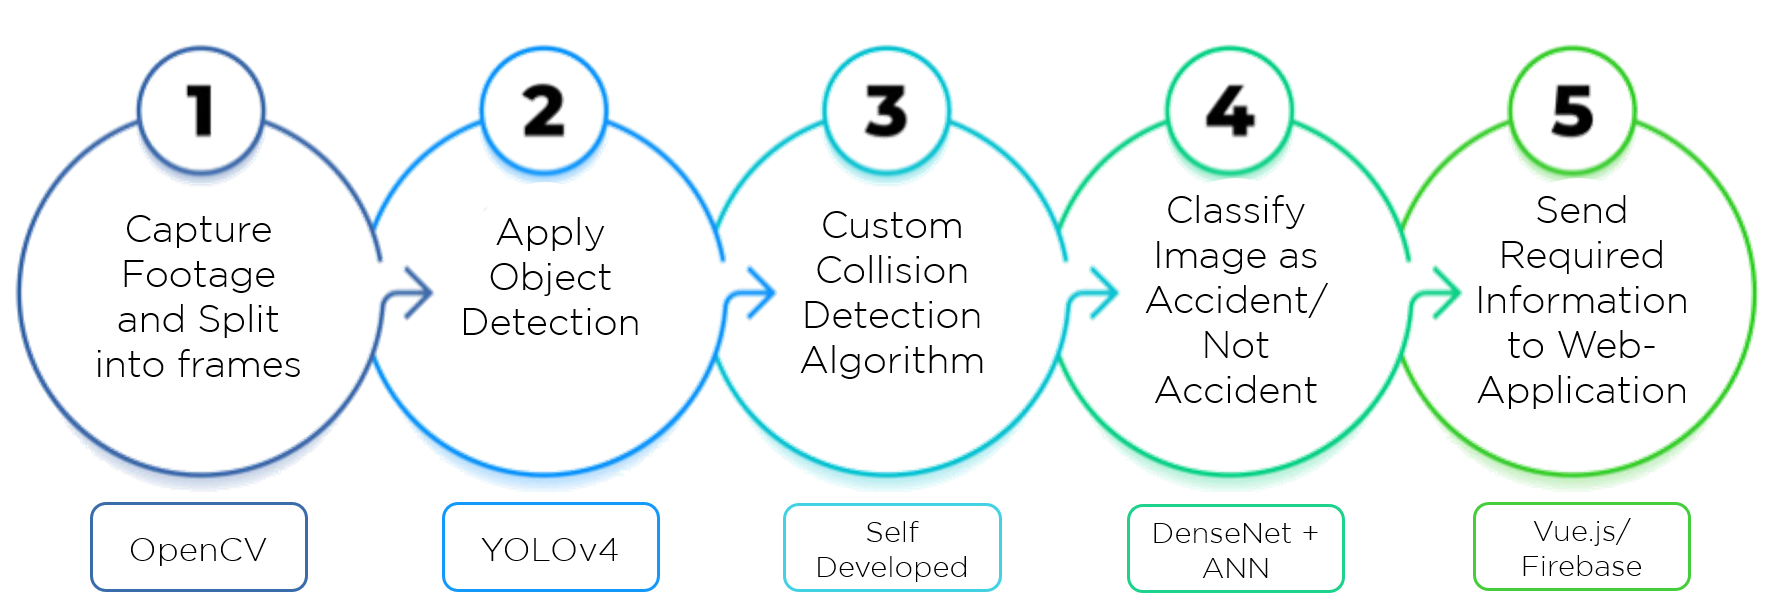 1
Capture
Footage
and Split
into frames
OpenCV
2
Apply
Object
Detection
YOLOv4
3
Custom
Collision
Detection
Algorithm
Self
Developed
4
Classify
Image as
Accident/
Not
Accident
DenseNet +
ANN
5
Send
Required
Information
to Web-
Application
Vue.js/
Firebase